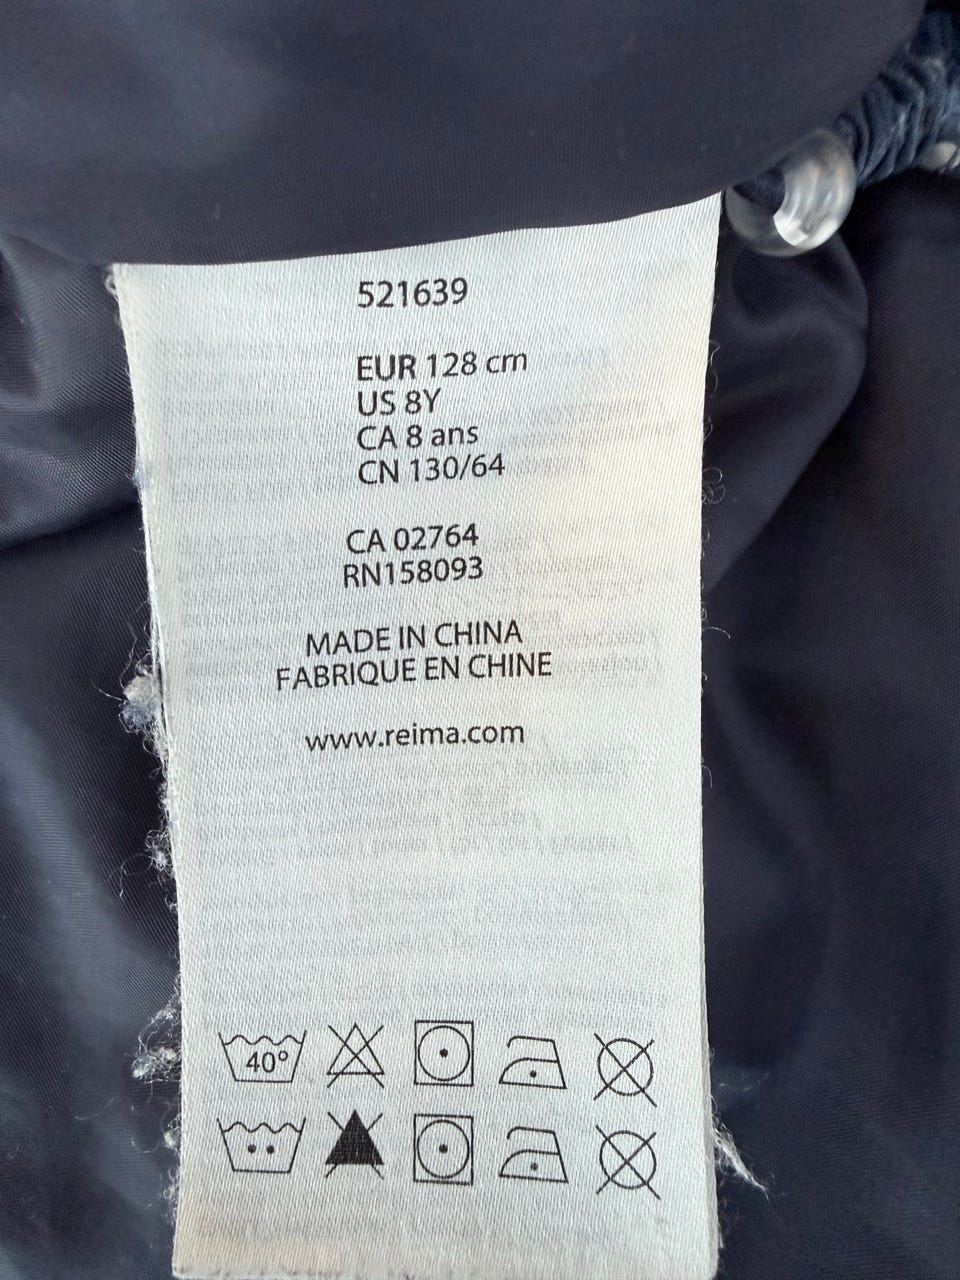 521639
EUR 128 cm
US 8Y
CA 8 ans
CN 130/64
CA 02764
RN158093
MADE IN CHINA
FABRIQUE EN CHINE
www.reima.com
40°